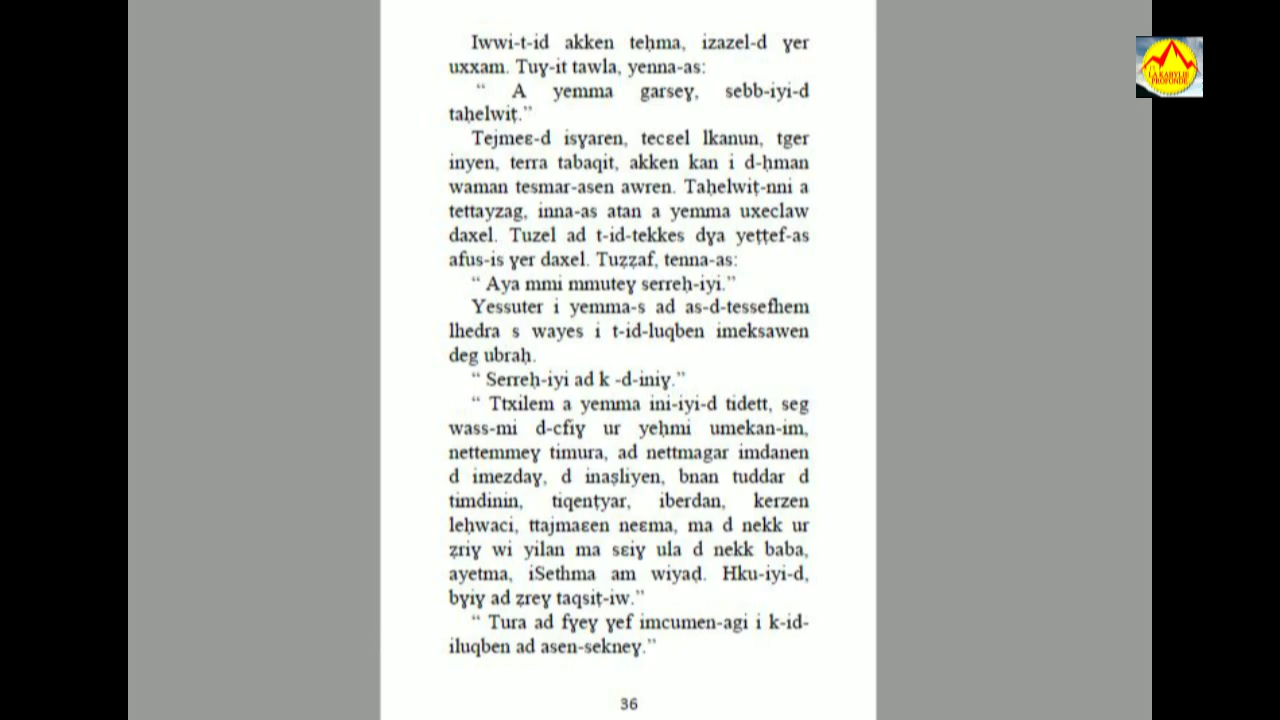 Iwwi-t-id akken teḥma, izazel-d ɣer
uxxam. Tuɣ-it tawla, yenna-as:
“ A yemma garseɣ, sebb-iyi-d
taḥelwiṭ.”
Tejmeɛ-d isɣaren, tecɛel lkanun, tger
inyen, terra tabaqit, akken kan i d-ḥman
waman tesmar-asen awren. Taḥelwiṭ-nni a
tettayzag, inna-as atan a yemma uxeclaw
daxel. Tuzel ad t-id-tekkes dɣa yeṭṭef-as
afus-is ɣer daxel. Tuẓẓaf, tenna-as:
“ Aya mmi mmuteɣ serreḥ-iyi.”
Yessuter i yemma-s ad as-d-tessefhem
lhedra s wayes i t-id-luqben imeksawen
deg ubraḥ.
“ Serreḥ-iyi ad k -d-iniɣ.”
“ Ttxilem a yemma ini-iyi-d tidett, seg
wass-mi d-cfiɣ ur yeḥmi umekan-im,
nettemmeɣ timura, ad nettmagar imdanen
d imezdaɣ, d inaṣliyen, bnan tuddar d
timdinin, tiqenṭyar, iberdan, kerzen
leḥwaci, ttajmaɛen neɛma, ma d nekk ur
ẓriɣ wi yilan ma sɛiɣ ula d nekk baba,
ayetma, iSethma am wiyaḍ. Hku-iyi-d,
bɣiɣ ad ẓreɣ taqsiṭ-iw.”
“ Tura ad fɣeɣ ɣef imcumen-agi i k-id-
iluqben ad asen-sekneɣ.”
36
LA KABYLIE
PROFONDE